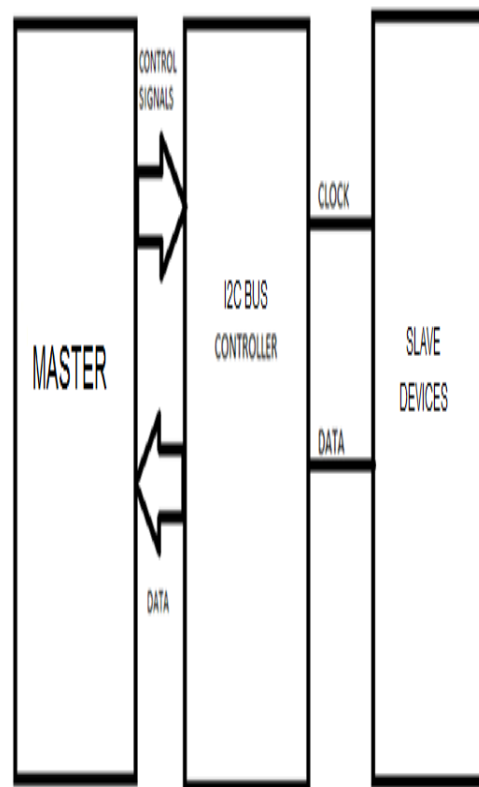 CONTROL
SIGNALS
MASTER
DATA
I2C BUS
CONTROLLER
CLOCK
DATA
SLAVE
DEVICES